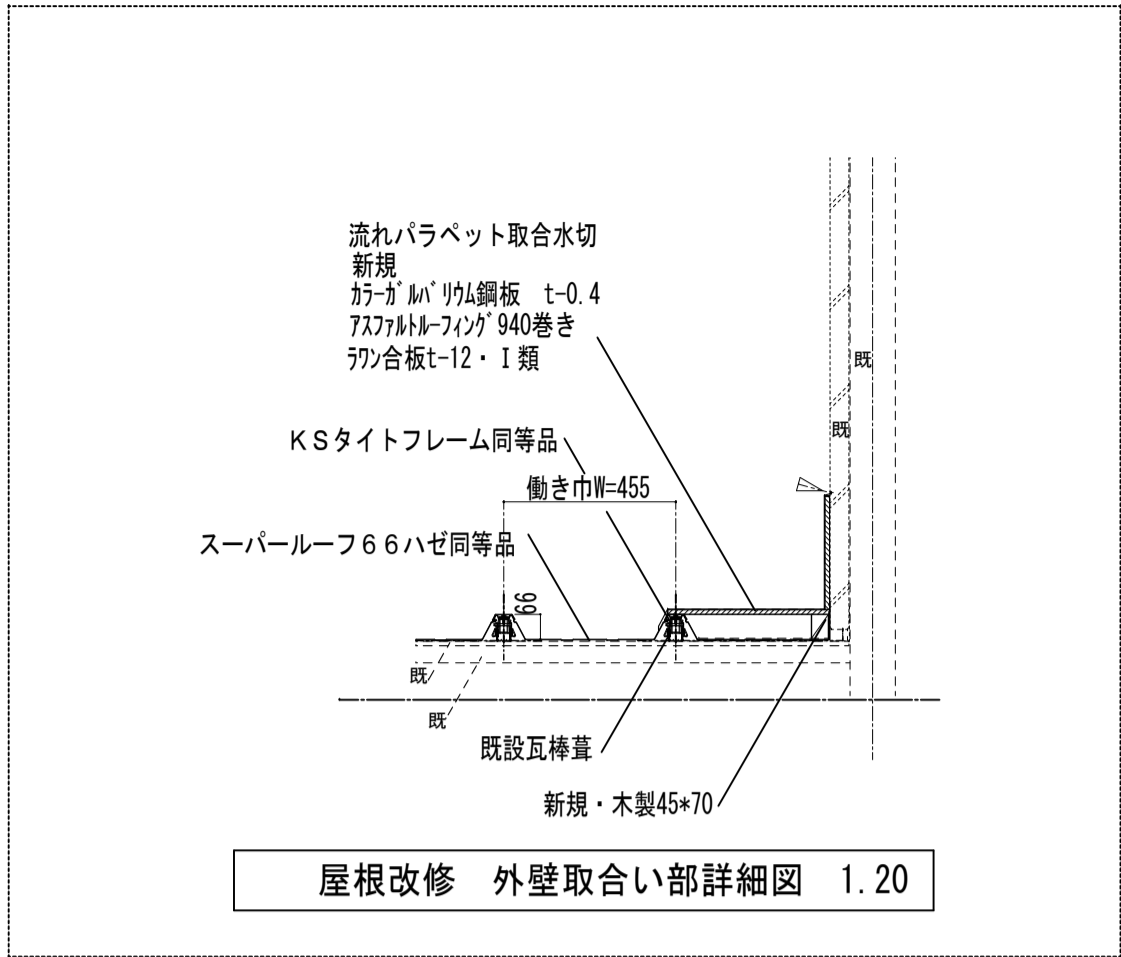 流れパラペット取合水切
新規
ｶﾗｰｶﾞﾙﾊﾞﾘｳﾑ鋼板　t-0.4
ｱｽﾌｧﾙﾄﾙｰﾌｨﾝｸﾞ940巻き
ﾗﾜﾝ合板t-12・Ⅰ類
既
ＫＳタイトフレーム同等品
既
働き巾W=455
スーパールーフ６６ハゼ同等品
66
既
既
既設瓦棒葺
新規・木製45*70
屋根改修　外壁取合い部詳細図　1.20